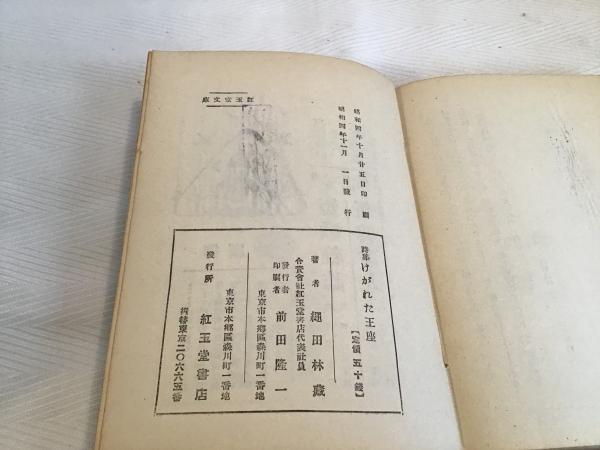 紅玉堂文庫
昭和四年十月廿五日印刷
昭和四年十一月一日發行
詩集 けがれた王座
【定價五十錢】
著者 繩田林藏
合資會社紅玉堂書店代表社員
發行者
印刷者 前田隆一
東京市本鄕區森川町一番地
東京市本鄕區森川町一番地
發行所 紅玉堂書店
振替東京二〇六六五番